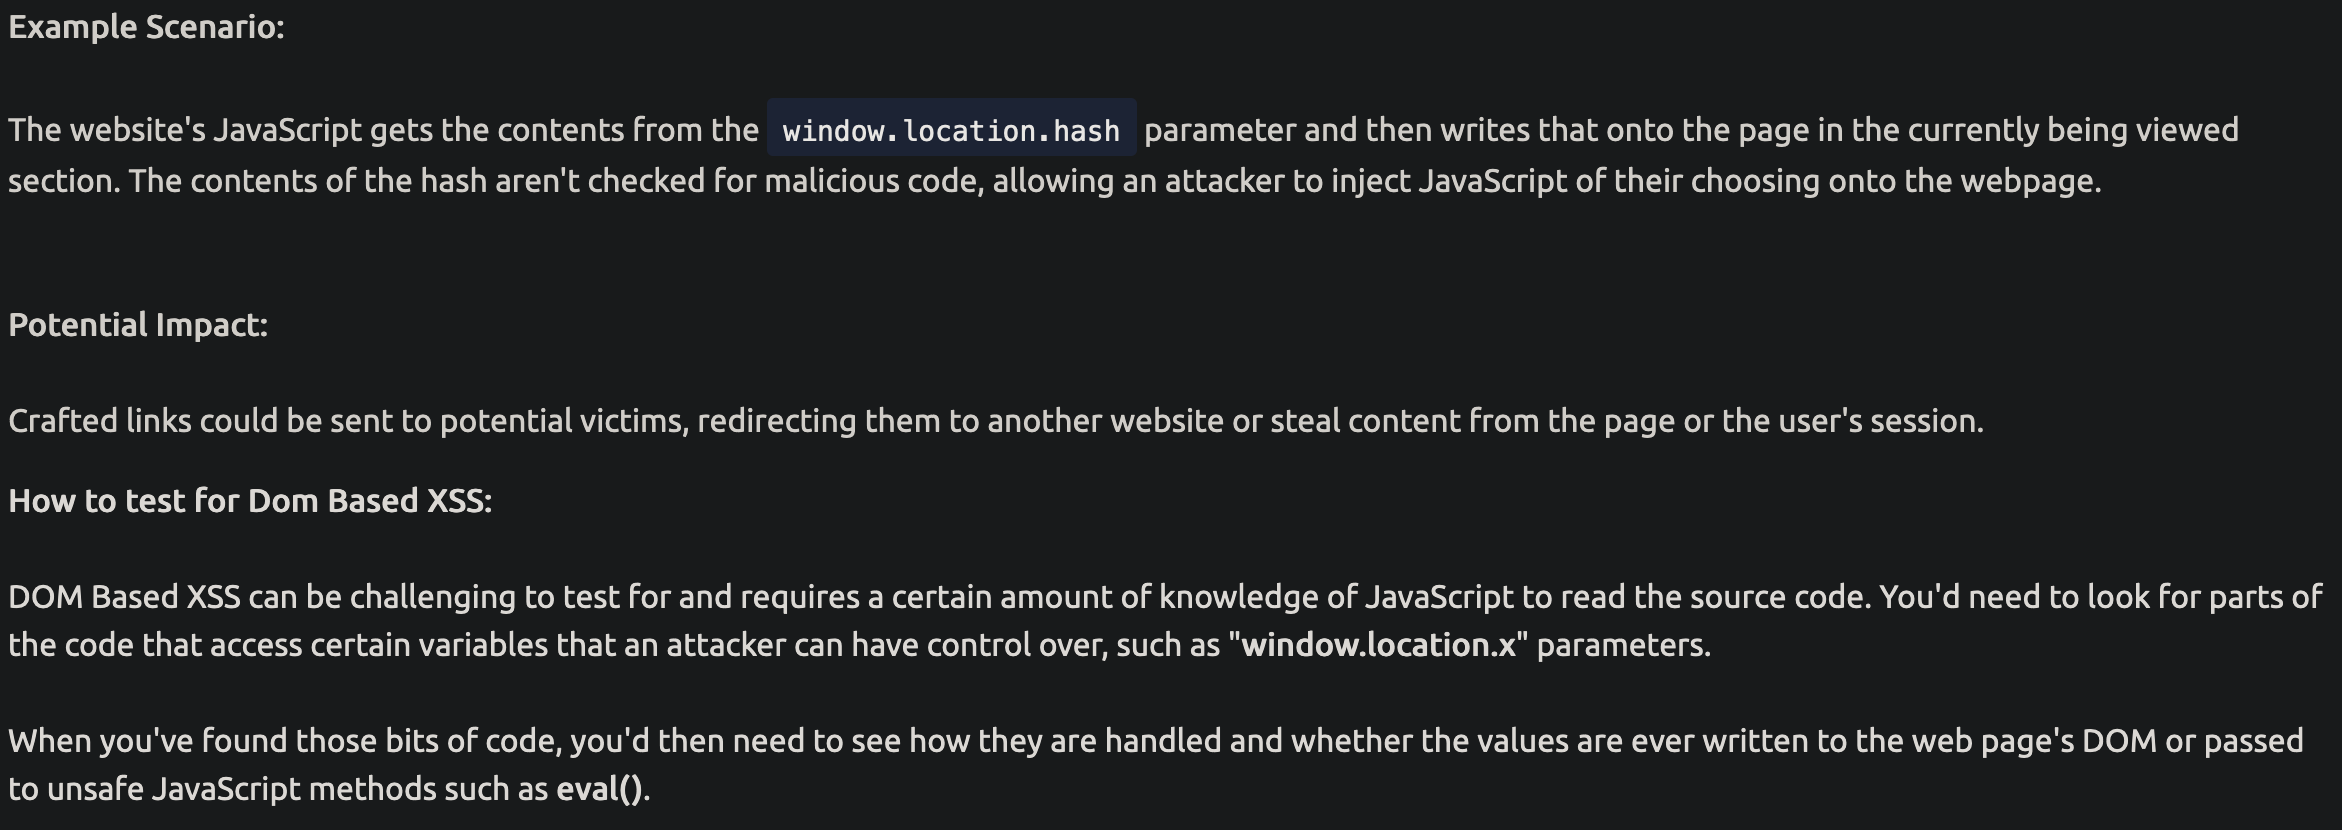 Example Scenario:
The website's JavaScript gets the contents from the window.location.hash parameter and then writes that onto the page in the currently being viewed
section. The contents of the hash aren't checked for malicious code, allowing an attacker to inject JavaScript of their choosing onto the webpage.
Potential Impact:
Crafted links could be sent to potential victims, redirecting them to another website or steal content from the page or the user's session.
How to test for Dom Based XSS:
DOM Based XSS can be challenging to test for and requires a certain amount of knowledge of JavaScript to read the source code. You'd need to look for parts of
the code that access certain variables that an attacker can have control over, such as "window.location.x" parameters.
When you've found those bits of code, you'd then need to see how they are handled and whether the values are ever written to the web page's DOM or passed
to unsafe JavaScript methods such as eval().